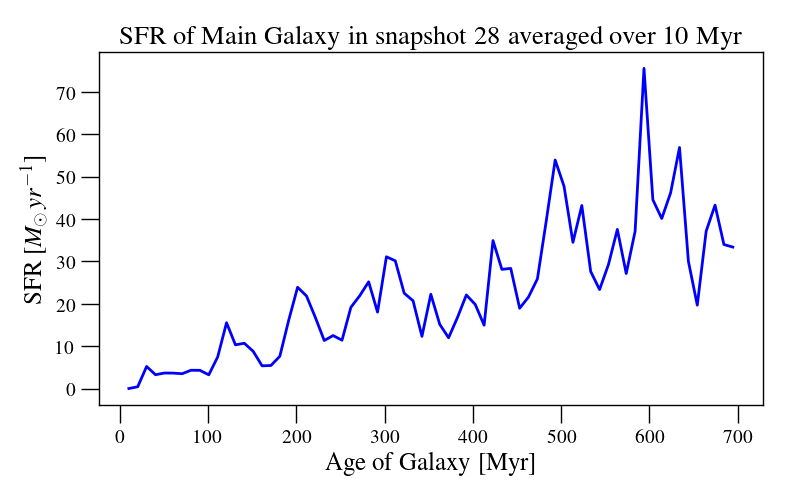 SFR of Main Galaxy in snapshot 28 averaged over 10 Myr
SFR [$M_{\odot}\,yr^{-1}$]
70
60
50
40
30
20
10
0
0 100 200 300 400 500 600 700
Age of Galaxy [Myr]